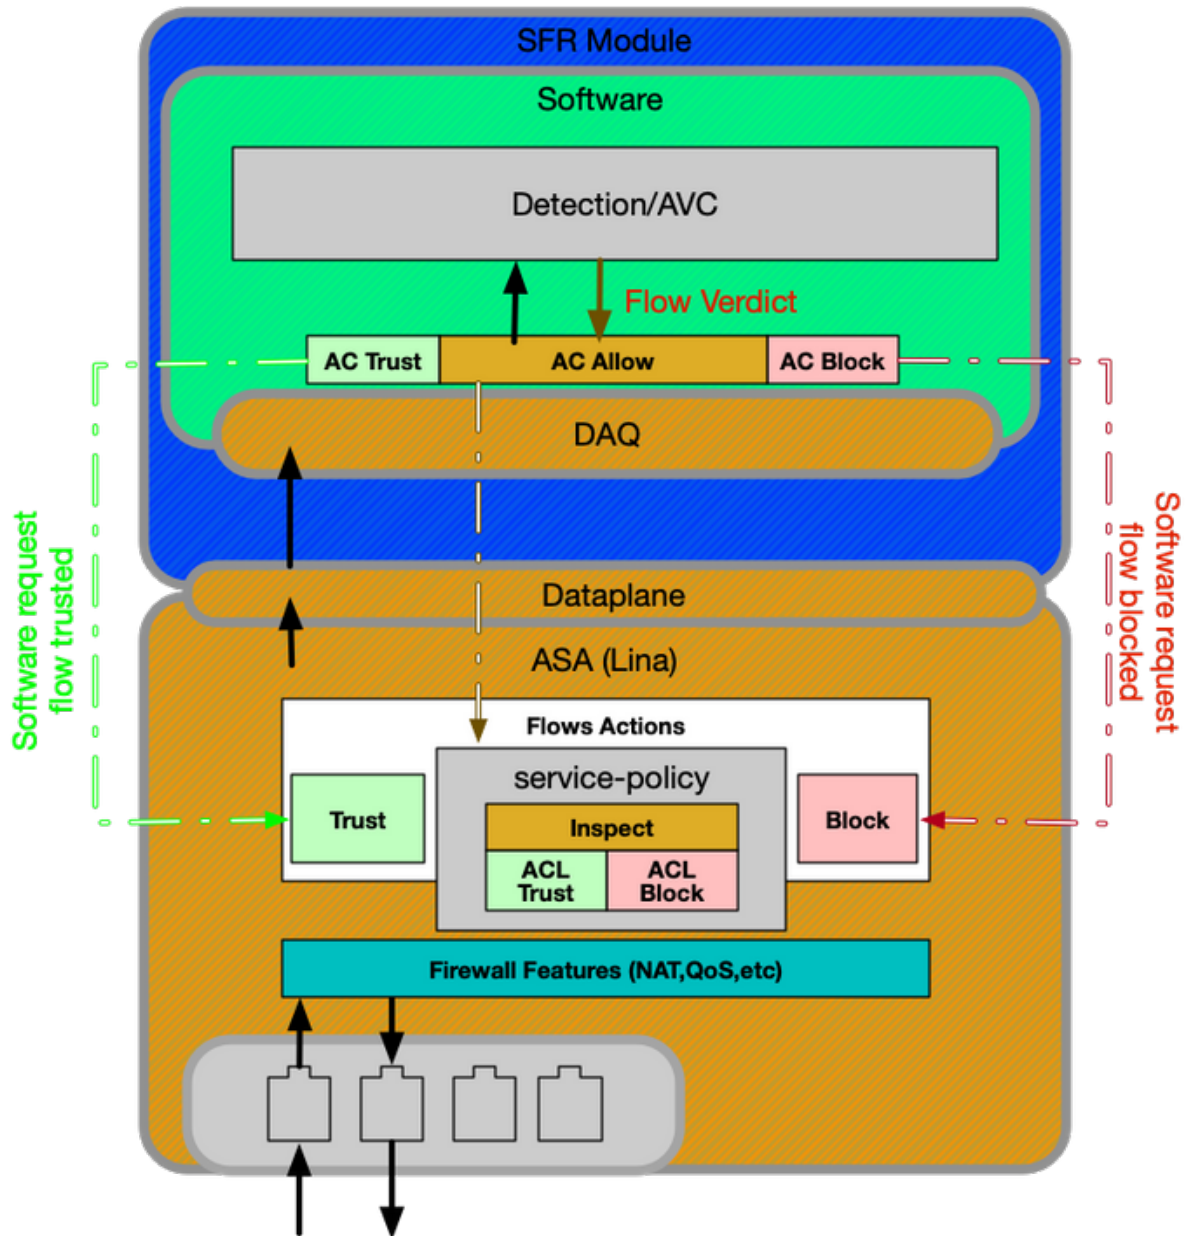 SFR Module
Software
Detection/AVC
Flow Verdict
AC Trust
AC Allow
AC Block
DAQ
Software request
flow trusted
Software request
flow blocked
Dataplane
ASA (Lina)
Flows Actions
service-policy
Trust
Inspect
Block
ACL
Trust
ACL
Block
Firewall Features (NAT,QoS,etc)